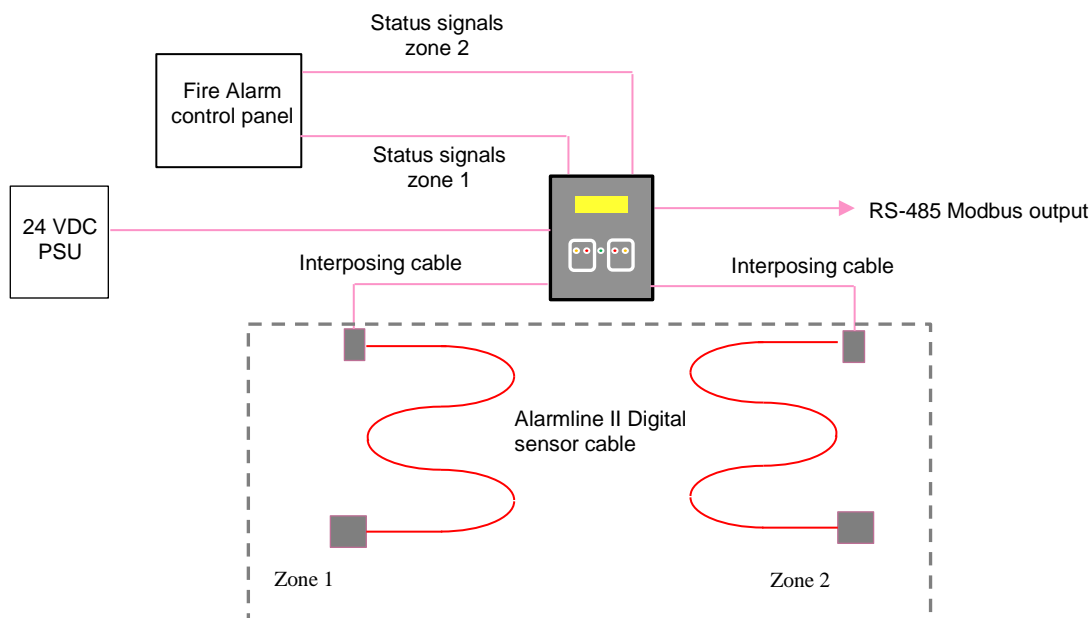 Status signals
zone 2
Fire Alarm
control panel
Status signals
zone 1
24 VDC
PSU
RS-485 Modbus output
Interposing cable
Interposing cable
Alarmline II Digital
sensor cable
Zone 1
Zone 2